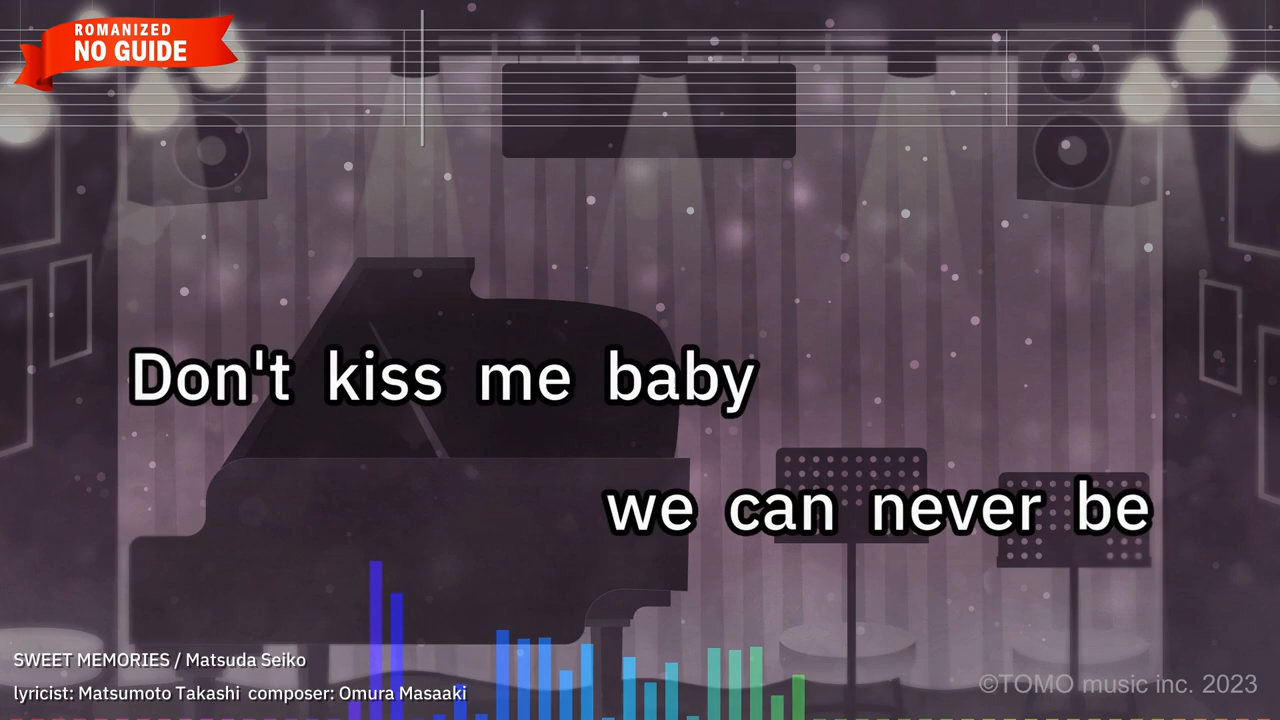 ROMANIZED
NO GUIDE
Don't kiss me baby
we can never be
SWEET MEMORIES / Matsuda Seiko
lyricist: Matsumoto Takashi composer: Omura Masaaki
©TOMO music inc. 2023